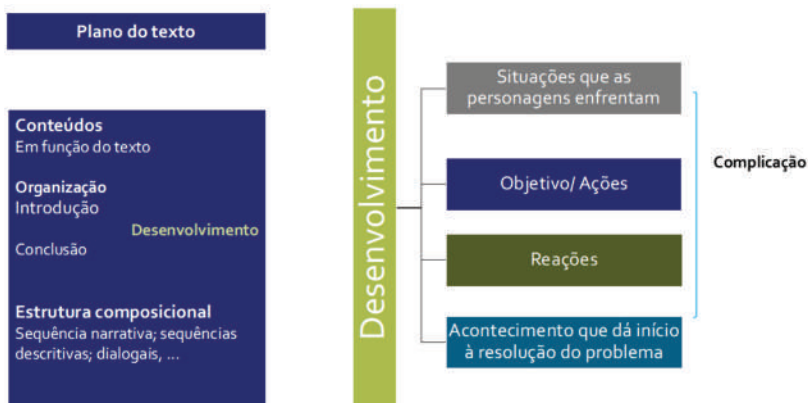 Plano do texto
Conteúdos
Em função do texto
Organização
Introdução
Desenvolvimento
Conclusão
Estrutura composicional
Sequência narrativa; sequências
descritivas; dialogais, ...
Desenvolvimento
Situações que as
personagens enfrentam
Objetivo/ Ações
Reações
Acontecimento que dá início
à resolução do problema
Complicação